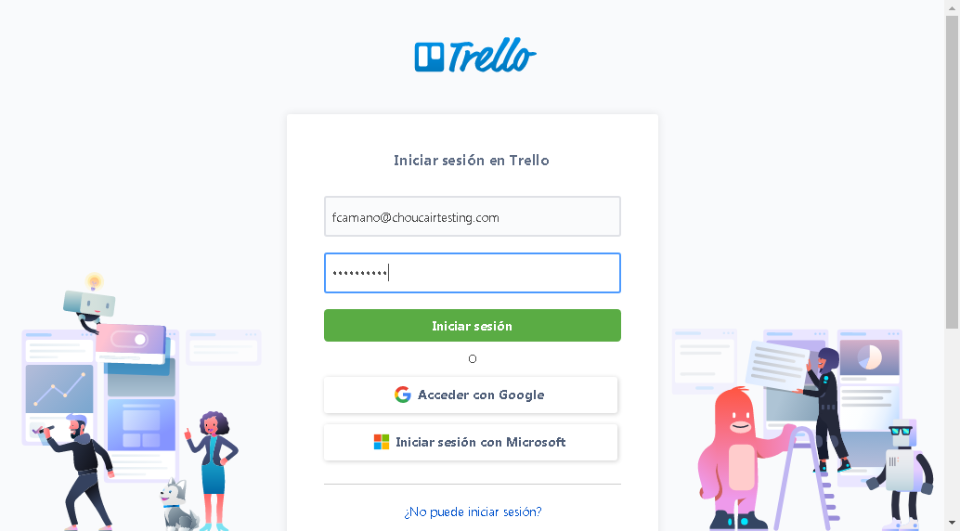 Trello
Iniciar sesión en Trello
fcamano@choucairtesting.com
••••••••••
Iniciar sesión
O
Acceder con Google
Iniciar sesión con Microsoft
¿No puede iniciar sesión?